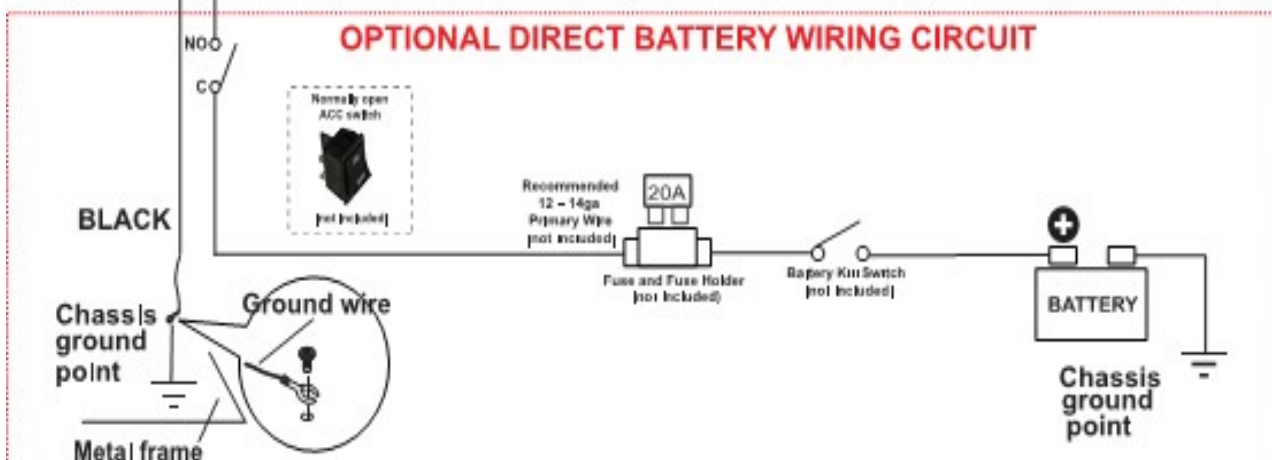 OPTIONAL DIRECT BATTERY WIRING CIRCUIT
NO
C
Normally open
ACC switch
(not included)
BLACK
Recommended
12 – 14ga
Primary Wire
(not included)
20A
Fuse and Fuse Holder
(not included)
Battery Kill Switch
(not included)
+
BATTERY
Chassis
ground
point
Ground wire
Chassis
ground
point
Metal frame